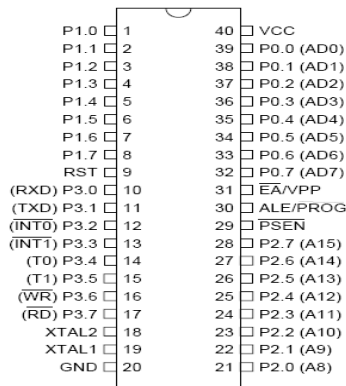 P1.0 1 40 VCC
P1.1 2 39 P0.0 (AD0)
P1.2 3 38 P0.1 (AD1)
P1.3 4 37 P0.2 (AD2)
P1.4 5 36 P0.3 (AD3)
P1.5 6 35 P0.4 (AD4)
P1.6 7 34 P0.5 (AD5)
P1.7 8 33 P0.6 (AD6)
RST 9 32 P0.7 (AD7)
(RXD) P3.0 10 31 EA/VPP
(TXD) P3.1 11 30 ALE/PROG
(INT0) P3.2 12 29 PSEN
(INT1) P3.3 13 28 P2.7 (A15)
(T0) P3.4 14 27 P2.6 (A14)
(T1) P3.5 15 26 P2.5 (A13)
(WR) P3.6 16 25 P2.4 (A12)
(RD) P3.7 17 24 P2.3 (A11)
XTAL2 18 23 P2.2 (A10)
XTAL1 19 22 P2.1 (A9)
GND 20 21 P2.0 (A8)